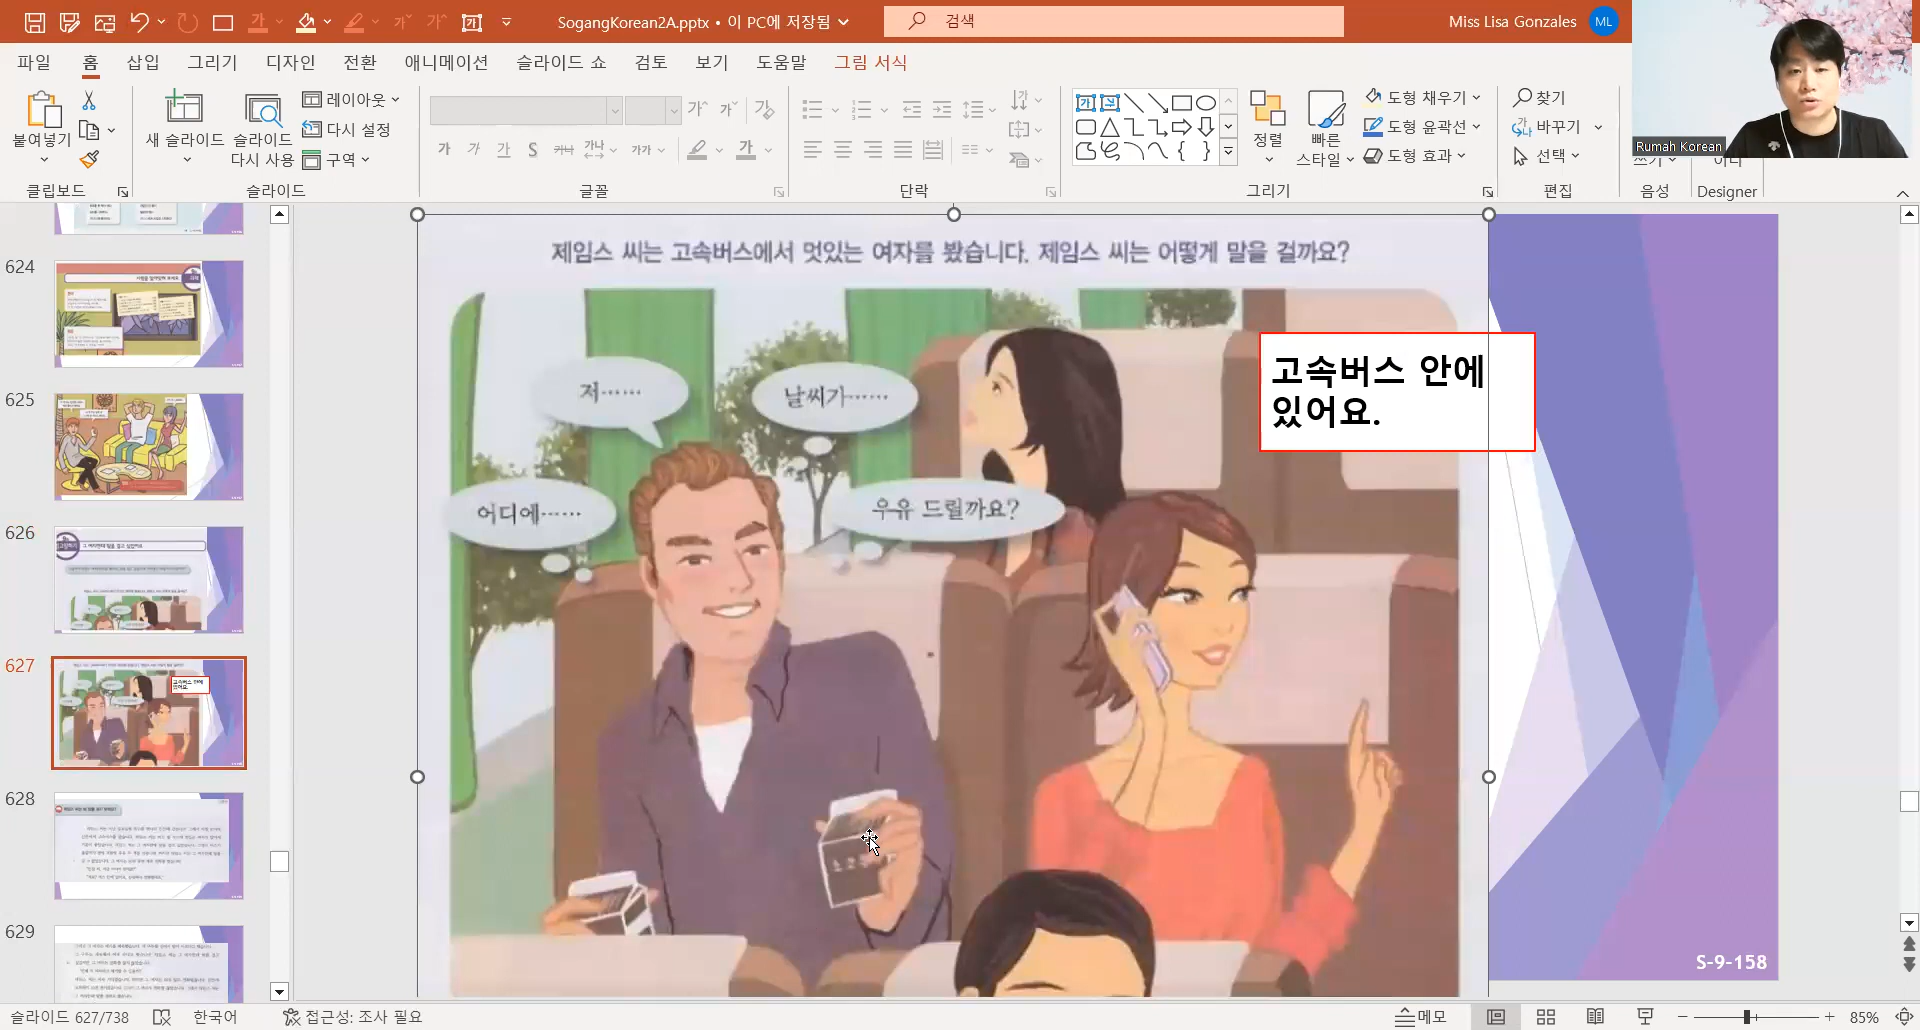 SogangKorean2A.pptx • 이 PC에 저장됨
검색
Miss Lisa Gonzales
ML
파일 홈 삽입 그리기 디자인 전환 애니메이션 슬라이드 쇼 검토 보기 도움말 그림 서식
붙여넣기
클립보드
새 슬라이드
슬라이드 다시 사용
레이아웃
다시 설정
구역
슬라이드
가 가 가 S 가나 가나 가가 가
글꼴
단락
정렬
빠른 스타일
도형 채우기
도형 윤곽선
도형 효과
그리기
찾기
바꾸기
선택
편집
음성
Designer
Rumah Korean
624
625
626
627
628
629
제임스 씨는 고속버스에서 멋있는 여자를 봤습니다. 제임스 씨는 어떻게 말을 걸까요?
저……
날씨가……
어디에……
우유 드릴까요?
고속버스 안에
있어요.
S-9-158
슬라이드 627/738
한국어
접근성: 조사 필요
메모
85%